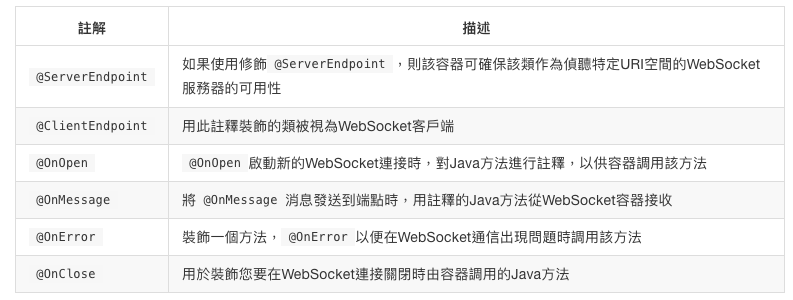 註解 描述
@ServerEndpoint 如果使用修飾 @ServerEndpoint ，則該容器可確保該類作為偵聽特定URI空間的WebSocket
服務器的可用性
@ClientEndpoint 用此註釋裝飾的類被視為WebSocket客戶端
@OnOpen @OnOpen 啟動新的WebSocket連接時，對Java方法進行註釋，以供容器調用該方法
@OnMessage 將 @OnMessage 消息發送到端點時，用註釋的Java方法從WebSocket容器接收
@OnError 裝飾一個方法， @OnError 以便在WebSocket通信出現問題時調用該方法
@OnClose 用於裝飾您要在WebSocket連接關閉時由容器調用的Java方法